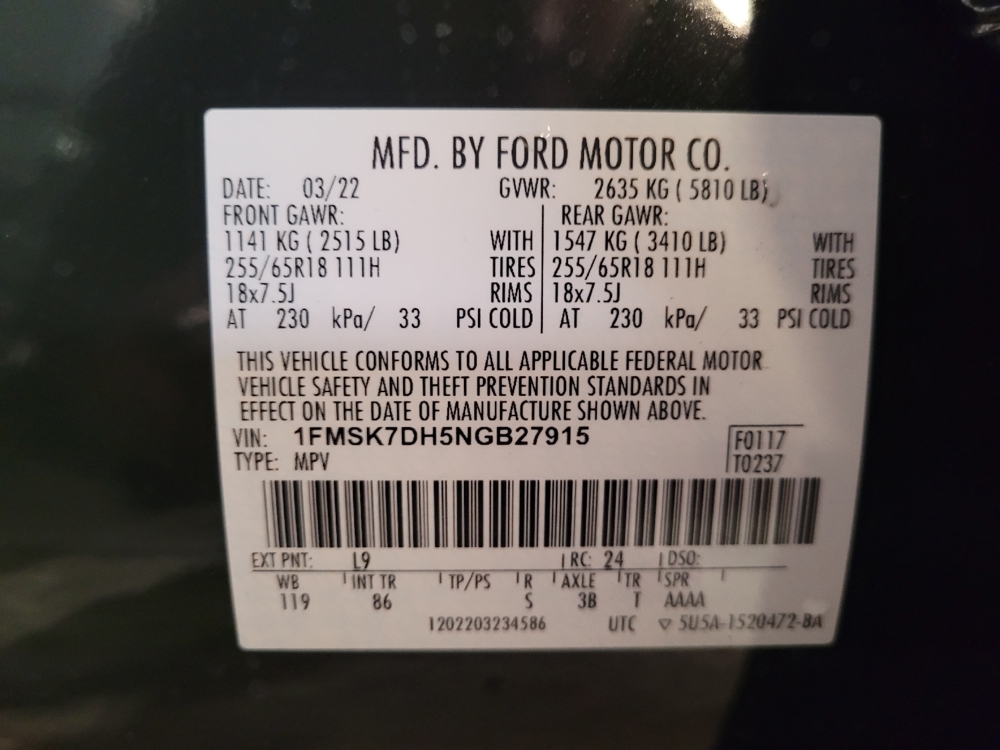 MFD. BY FORD MOTOR CO.
DATE: 03/22 GVWR: 2635 KG ( 5810 LB)
FRONT GAWR: REAR GAWR:
1141 KG ( 2515 LB) WITH 1547 KG ( 3410 LB) WITH
255/65R18 111H TIRES 255/65R18 111H TIRES
18x7.5J RIMS 18x7.5J RIMS
AT 230 kPa/ 33 PSI COLD AT 230 kPa/ 33 PSI COLD
THIS VEHICLE CONFORMS TO ALL APPLICABLE FEDERAL MOTOR
VEHICLE SAFETY AND THEFT PREVENTION STANDARDS IN
EFFECT ON THE DATE OF MANUFACTURE SHOWN ABOVE.
VIN: 1FMSK7DH5NGB27915 F0117
TYPE: MPV T0237
EXT PNT: L9 RC: 24 DSO:
WB INT TR TP/PS R AXLE TR SPR
119 86 S 3B T AAAA
1202203234586 UTC ▽ 5U5A-1520472-BA